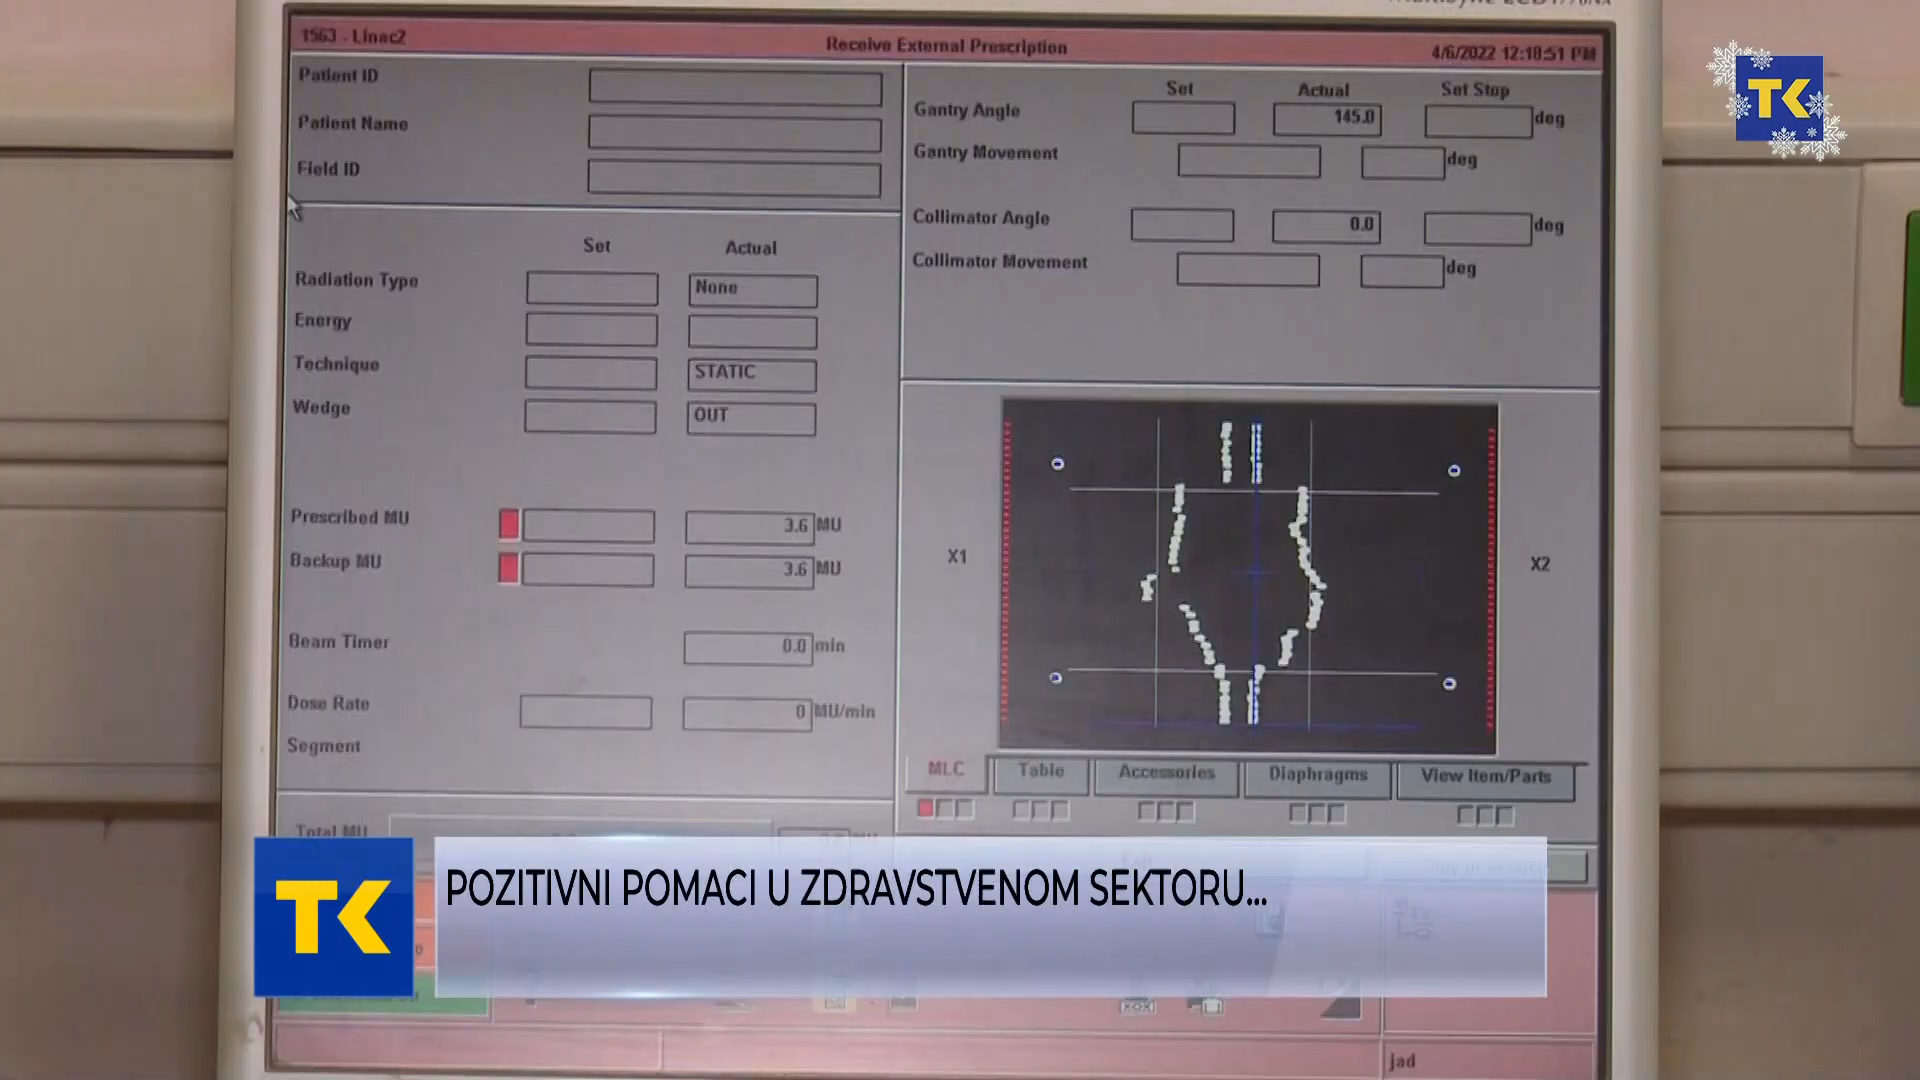 1563 - Linac2
Receive External Prescription
4/6/2022 12:18:51 PM
TK
Patient ID
Patient Name
Field ID
Set Actual
Radiation Type None
Energy
Technique STATIC
Wedge OUT
Prescribed MU 3.6 MU
Backup MU 3.6 MU
Beam Timer 0.0 min
Dose Rate 0 MU/min
Segment
Total MU
Set Actual Set Stop
Gantry Angle 145.0 deg
Gantry Movement deg
Collimator Angle 0.0 deg
Collimator Movement deg
X1
X2
MLC Table Accessories Diaphragms View Item/Parts
TK
POZITIVNI POMACI U ZDRAVSTVENOM SEKTORU...
jad